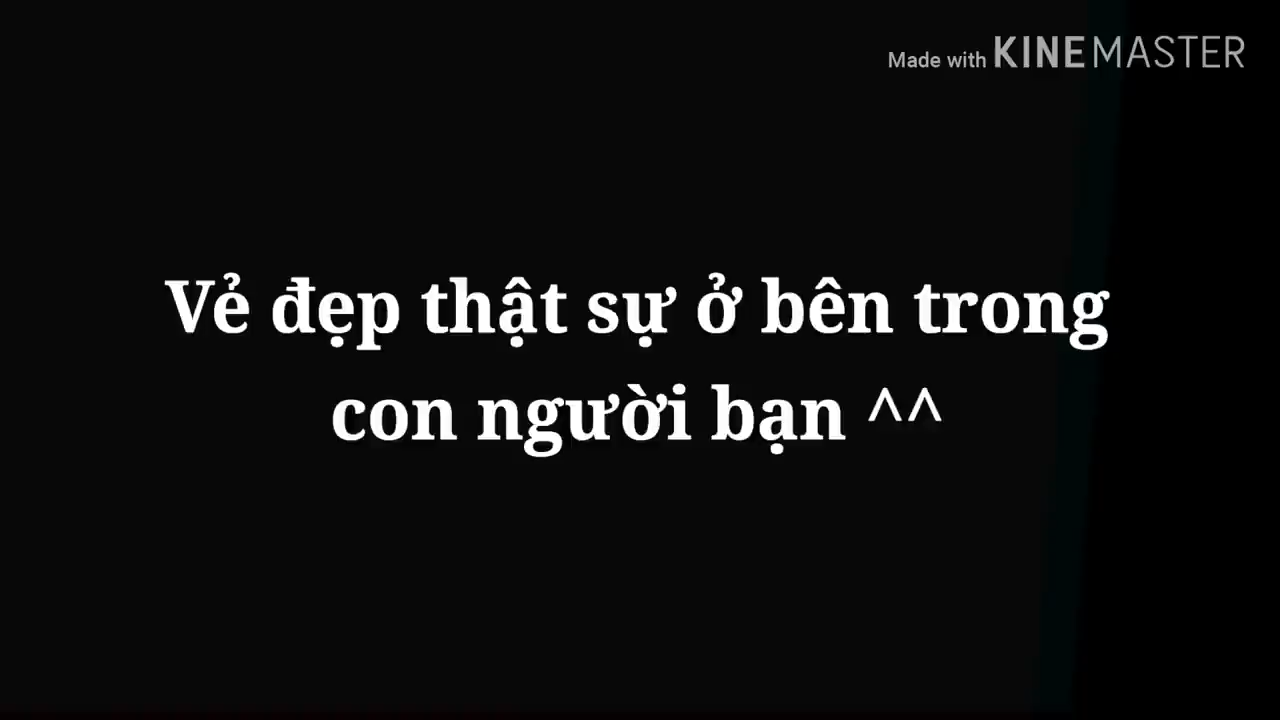 Made with KINEMASTER
Vẻ đẹp thật sự ở bên trong
con người bạn ^^